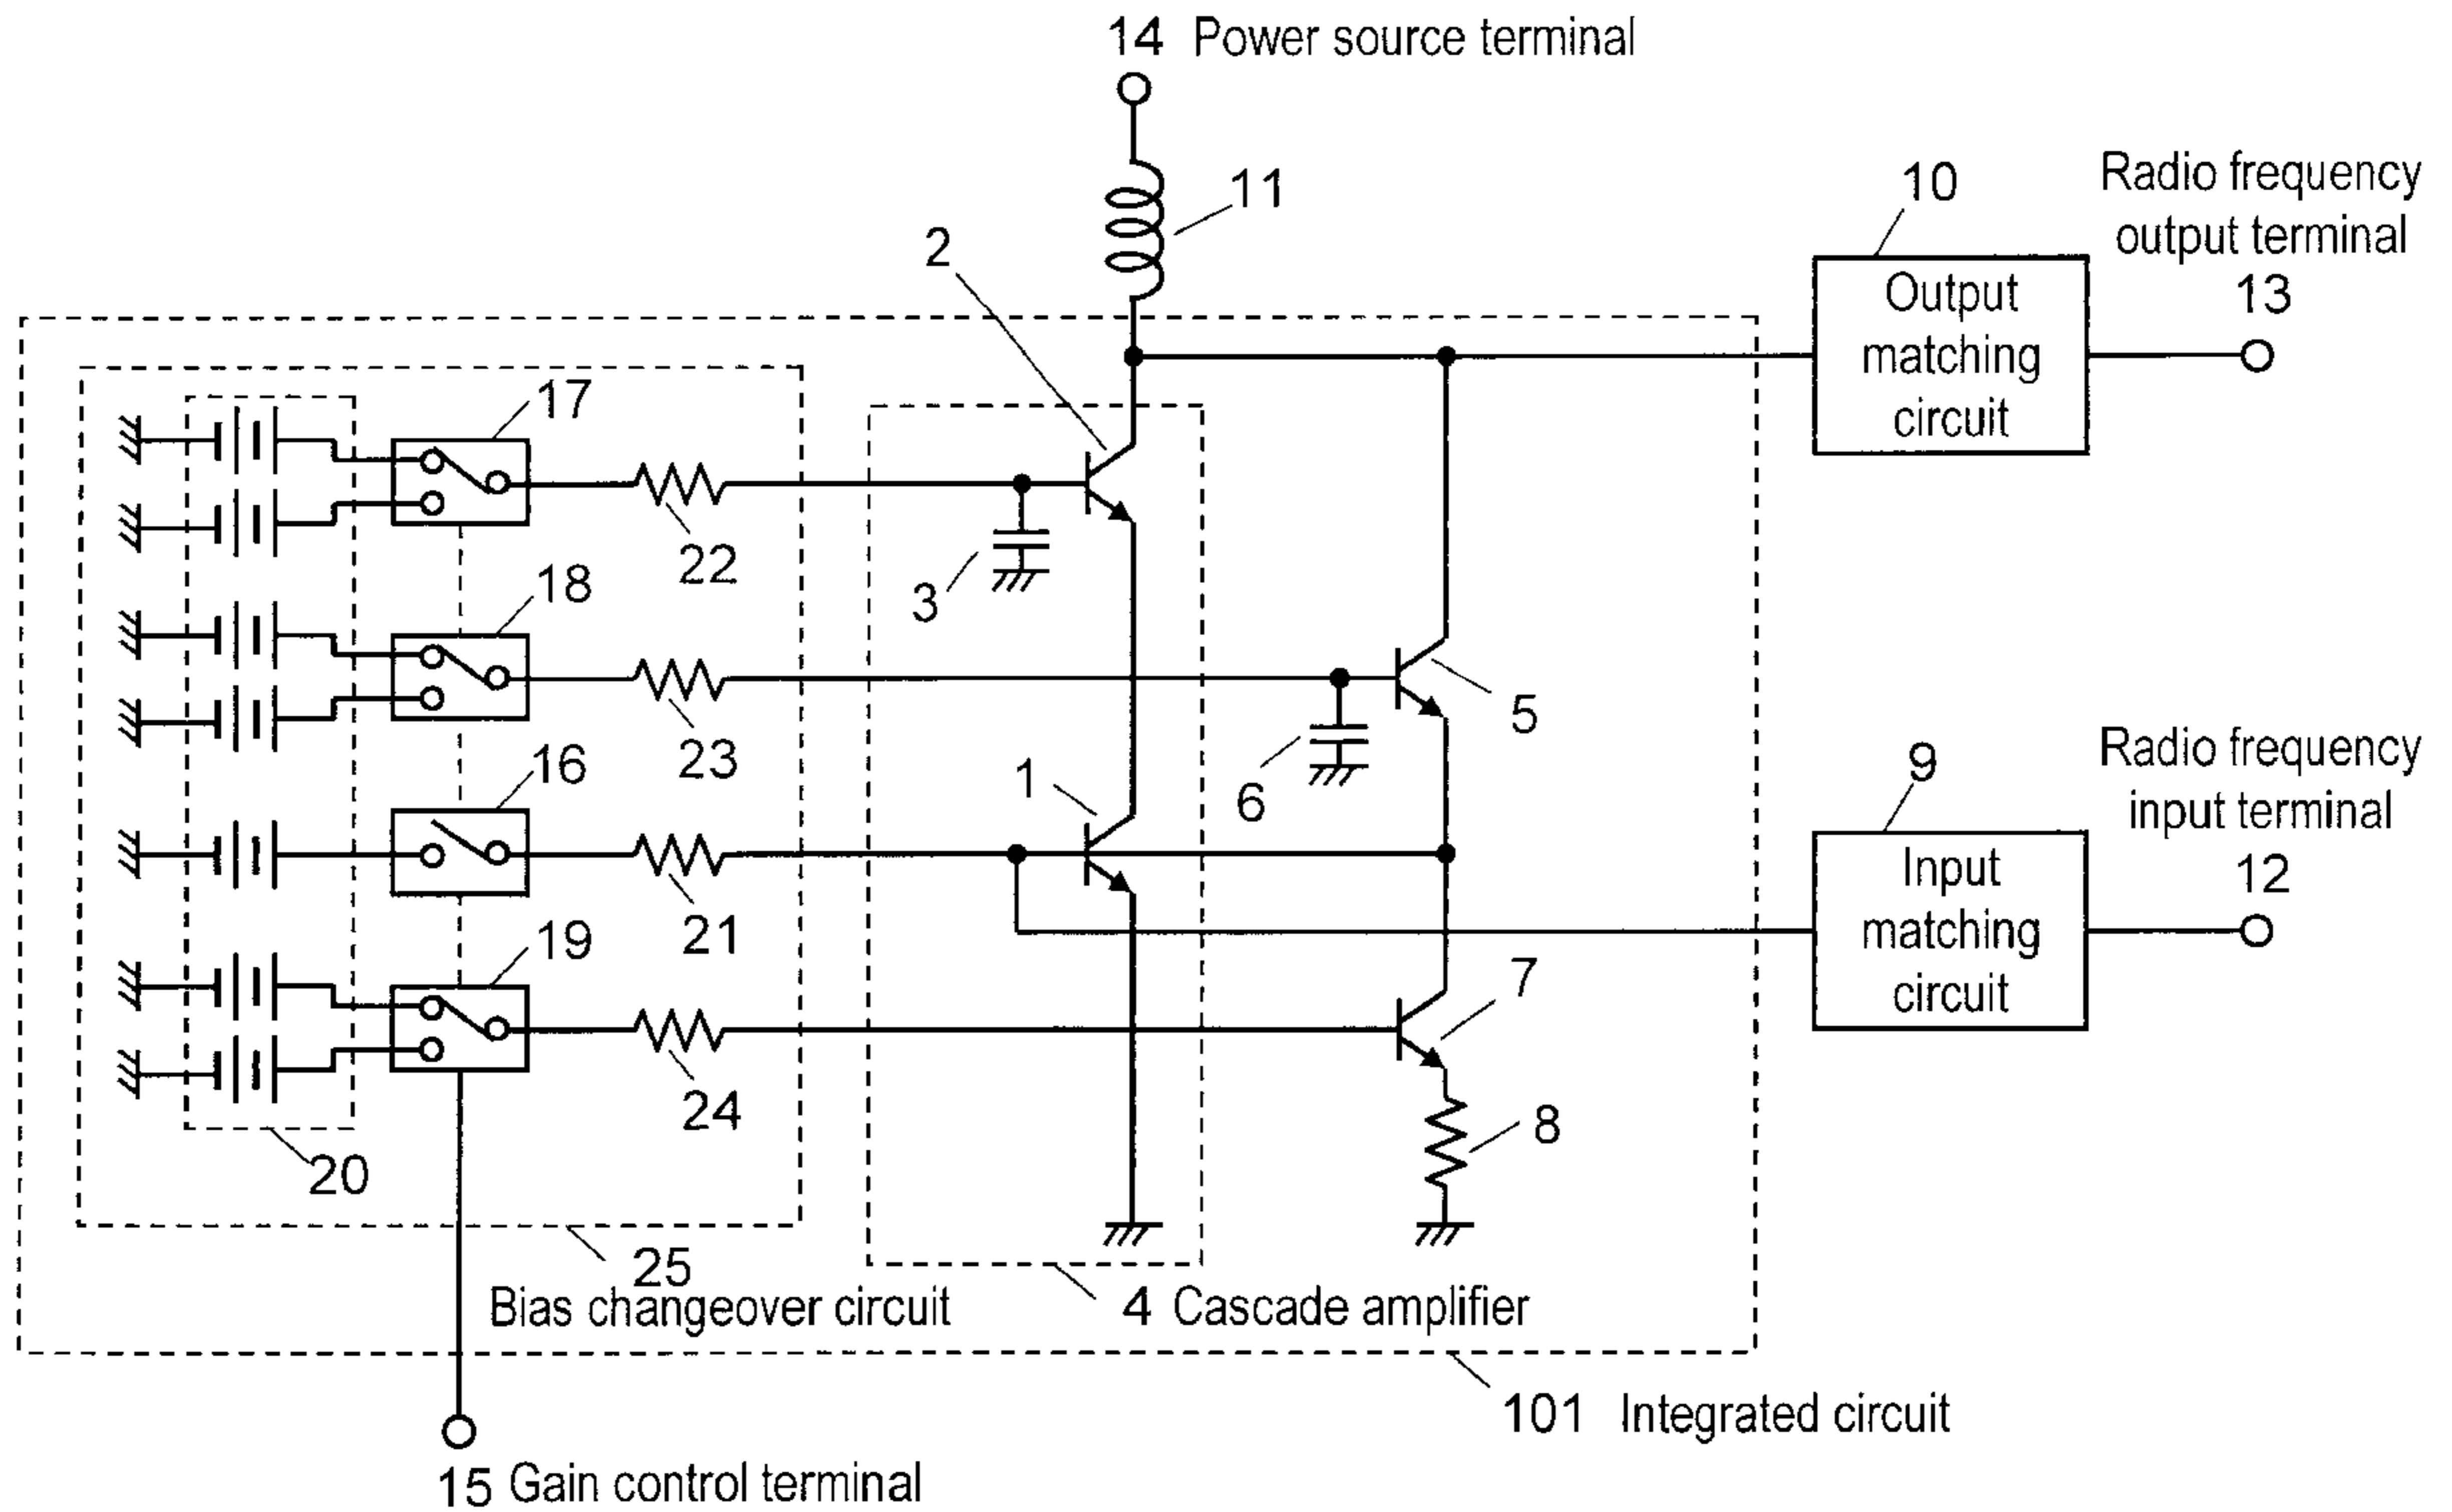 14 Power source terminal
11
2
10
Radio frequency
output terminal
13
Output
matching
circuit
17
22
3
18
23
5
6
16
1
21
9
Radio frequency
input terminal
12
Input
matching
circuit
19
7
24
8
20
25
Bias changeover circuit
4 Cascade amplifier
101 Integrated circuit
15 Gain control terminal